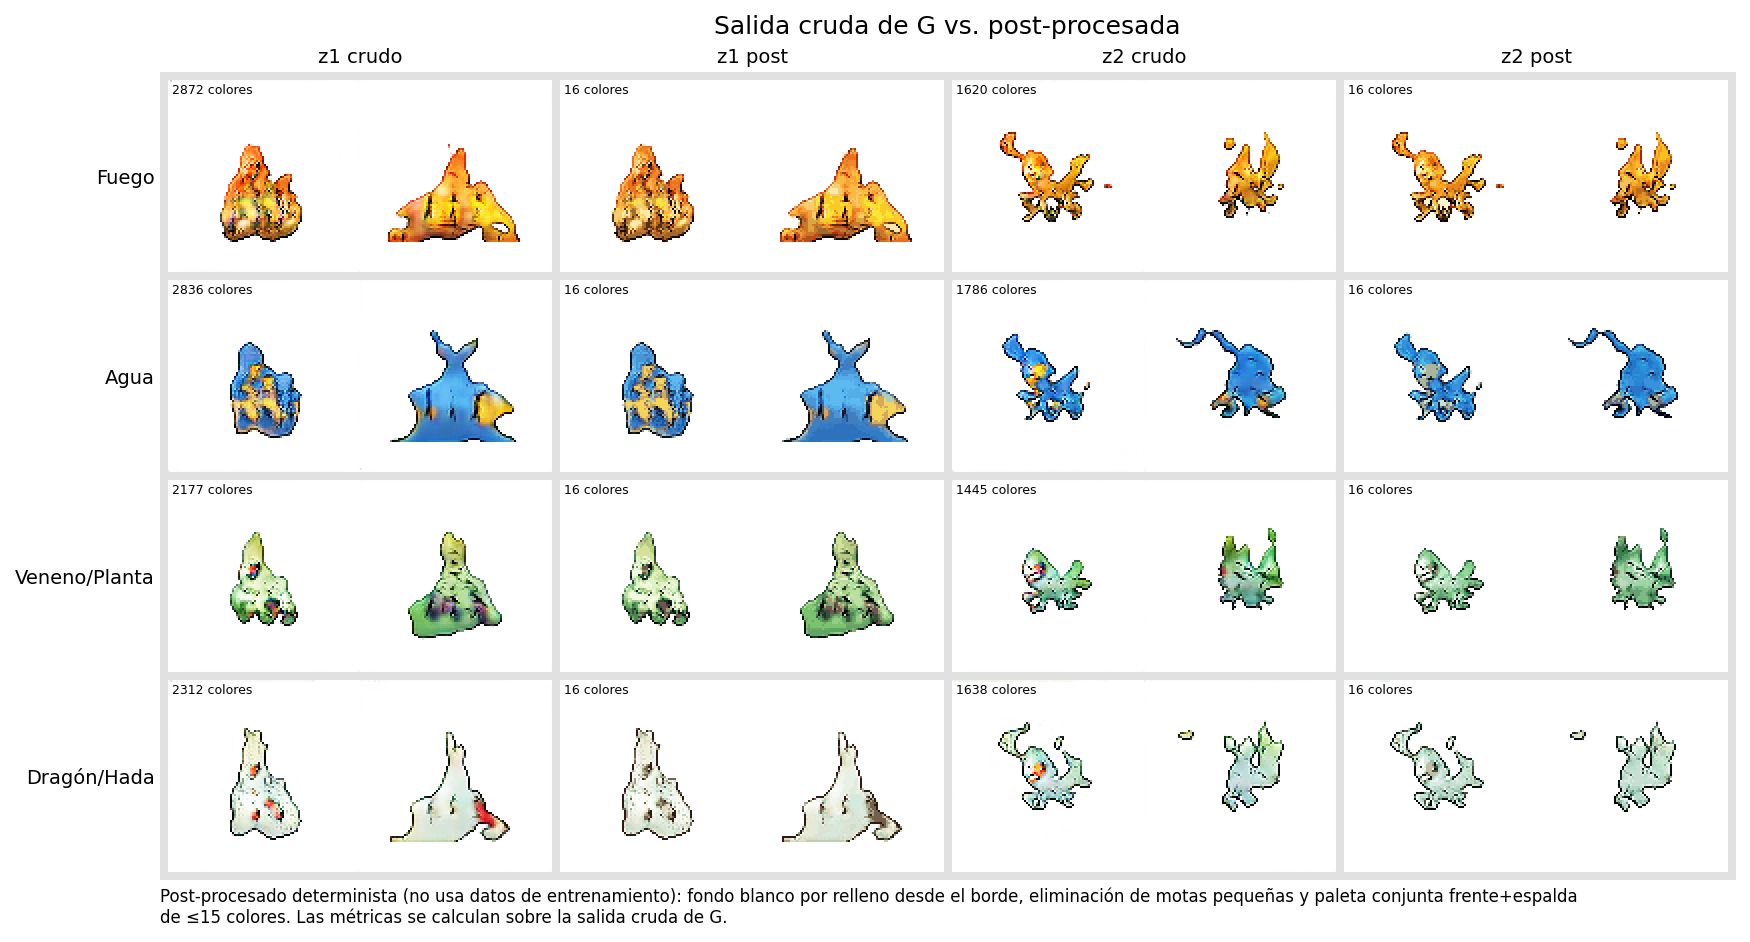 Salida cruda de G vs. post-procesada
z1 crudo z1 post z2 crudo z2 post
2872 colores 16 colores 1620 colores 16 colores
Fuego
2836 colores 16 colores 1786 colores 16 colores
Agua
2177 colores 16 colores 1445 colores 16 colores
Veneno/Planta
2312 colores 16 colores 1638 colores 16 colores
Dragón/Hada
Post-procesado determinista (no usa datos de entrenamiento): fondo blanco por relleno desde el borde, eliminación de motas pequeñas y paleta conjunta frente+espalda
de ≤15 colores. Las métricas se calculan sobre la salida cruda de G.